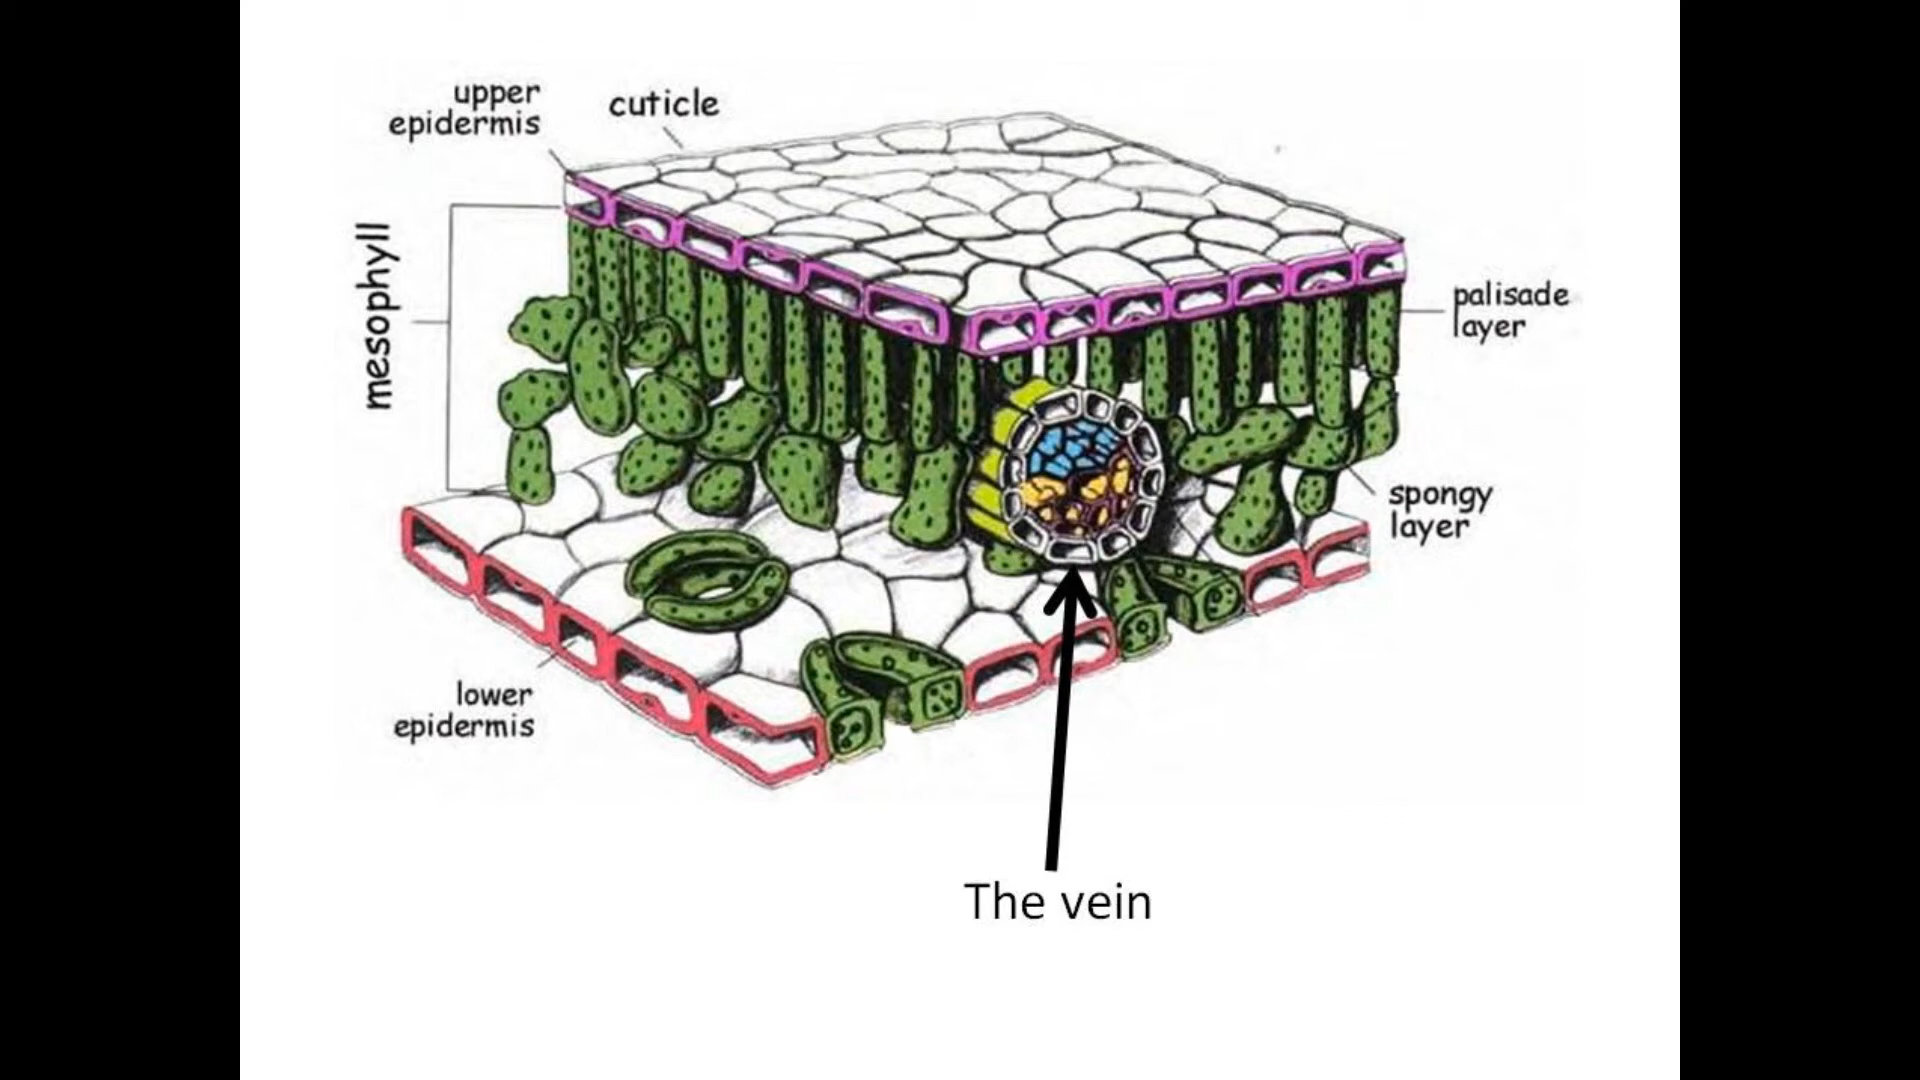 upper
epidermis
cuticle
mesophyll
palisade
layer
spongy
layer
lower
epidermis
The vein